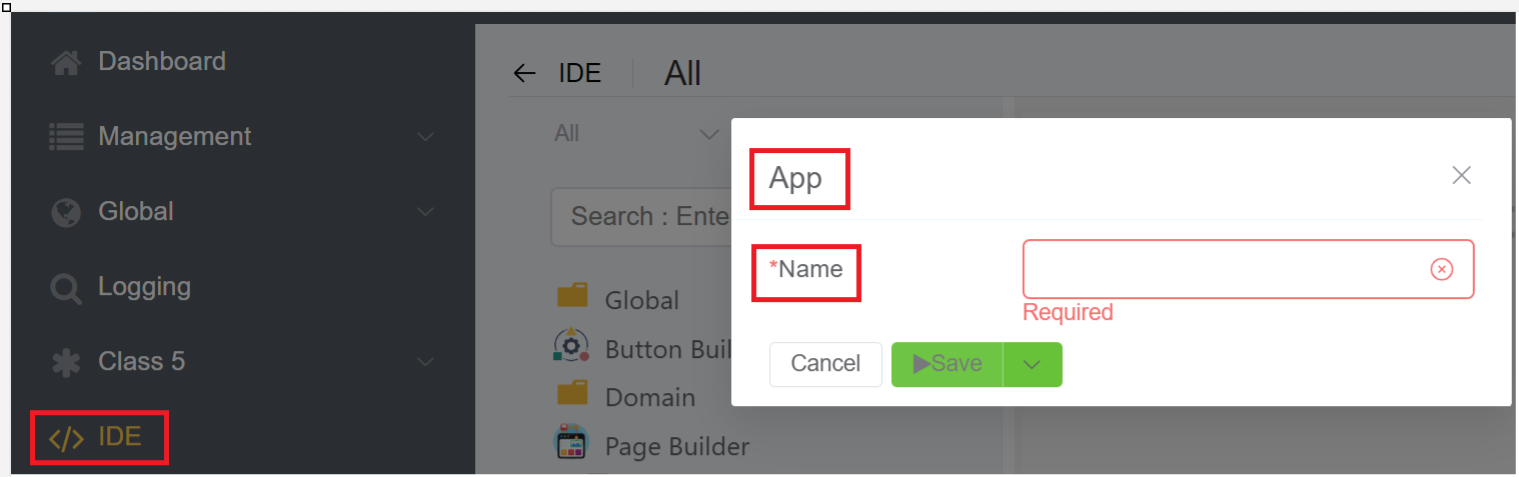 Dashboard
Management
Global
Logging
Class 5
</> IDE
IDE
All
All
Search : Ente
Global
Button Buil
Domain
Page Builder
App
*Name
Required
Cancel
Save